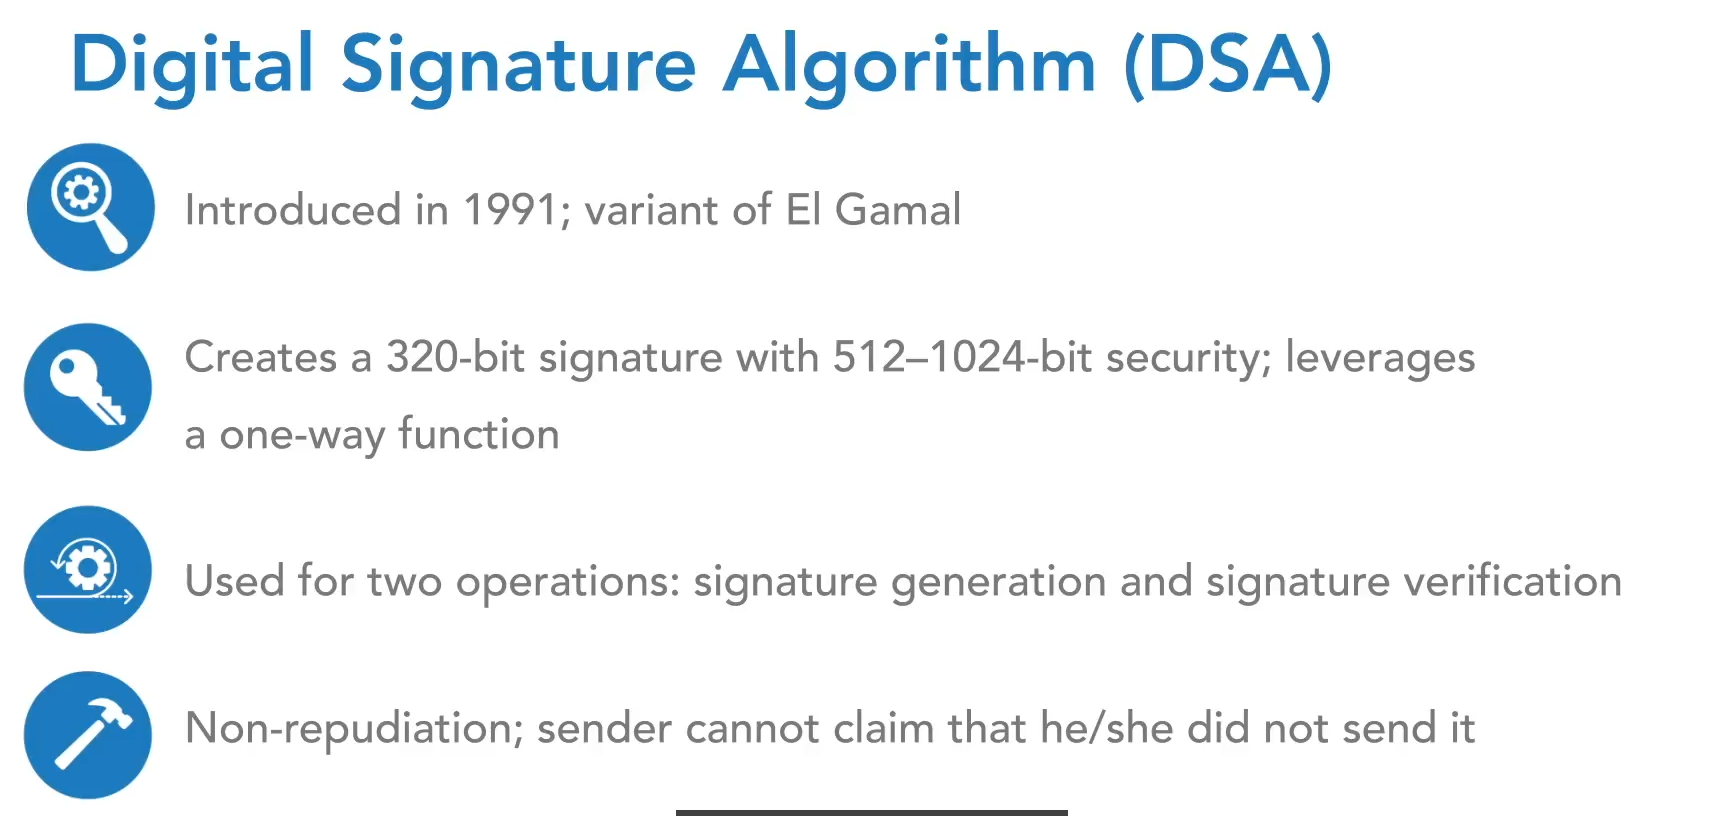 Digital Signature Algorithm (DSA)
Introduced in 1991; variant of El Gamal
Creates a 320-bit signature with 512–1024-bit security; leverages
a one-way function
Used for two operations: signature generation and signature verification
Non-repudiation; sender cannot claim that he/she did not send it